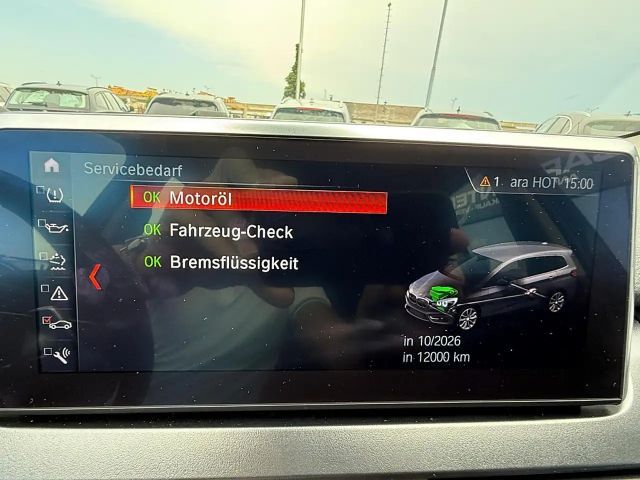 Servicebedarf
1. ara HOT 15:00
OK Motoröl
OK Fahrzeug-Check
OK Bremsflüssigkeit
in 10/2026
in 12000 km